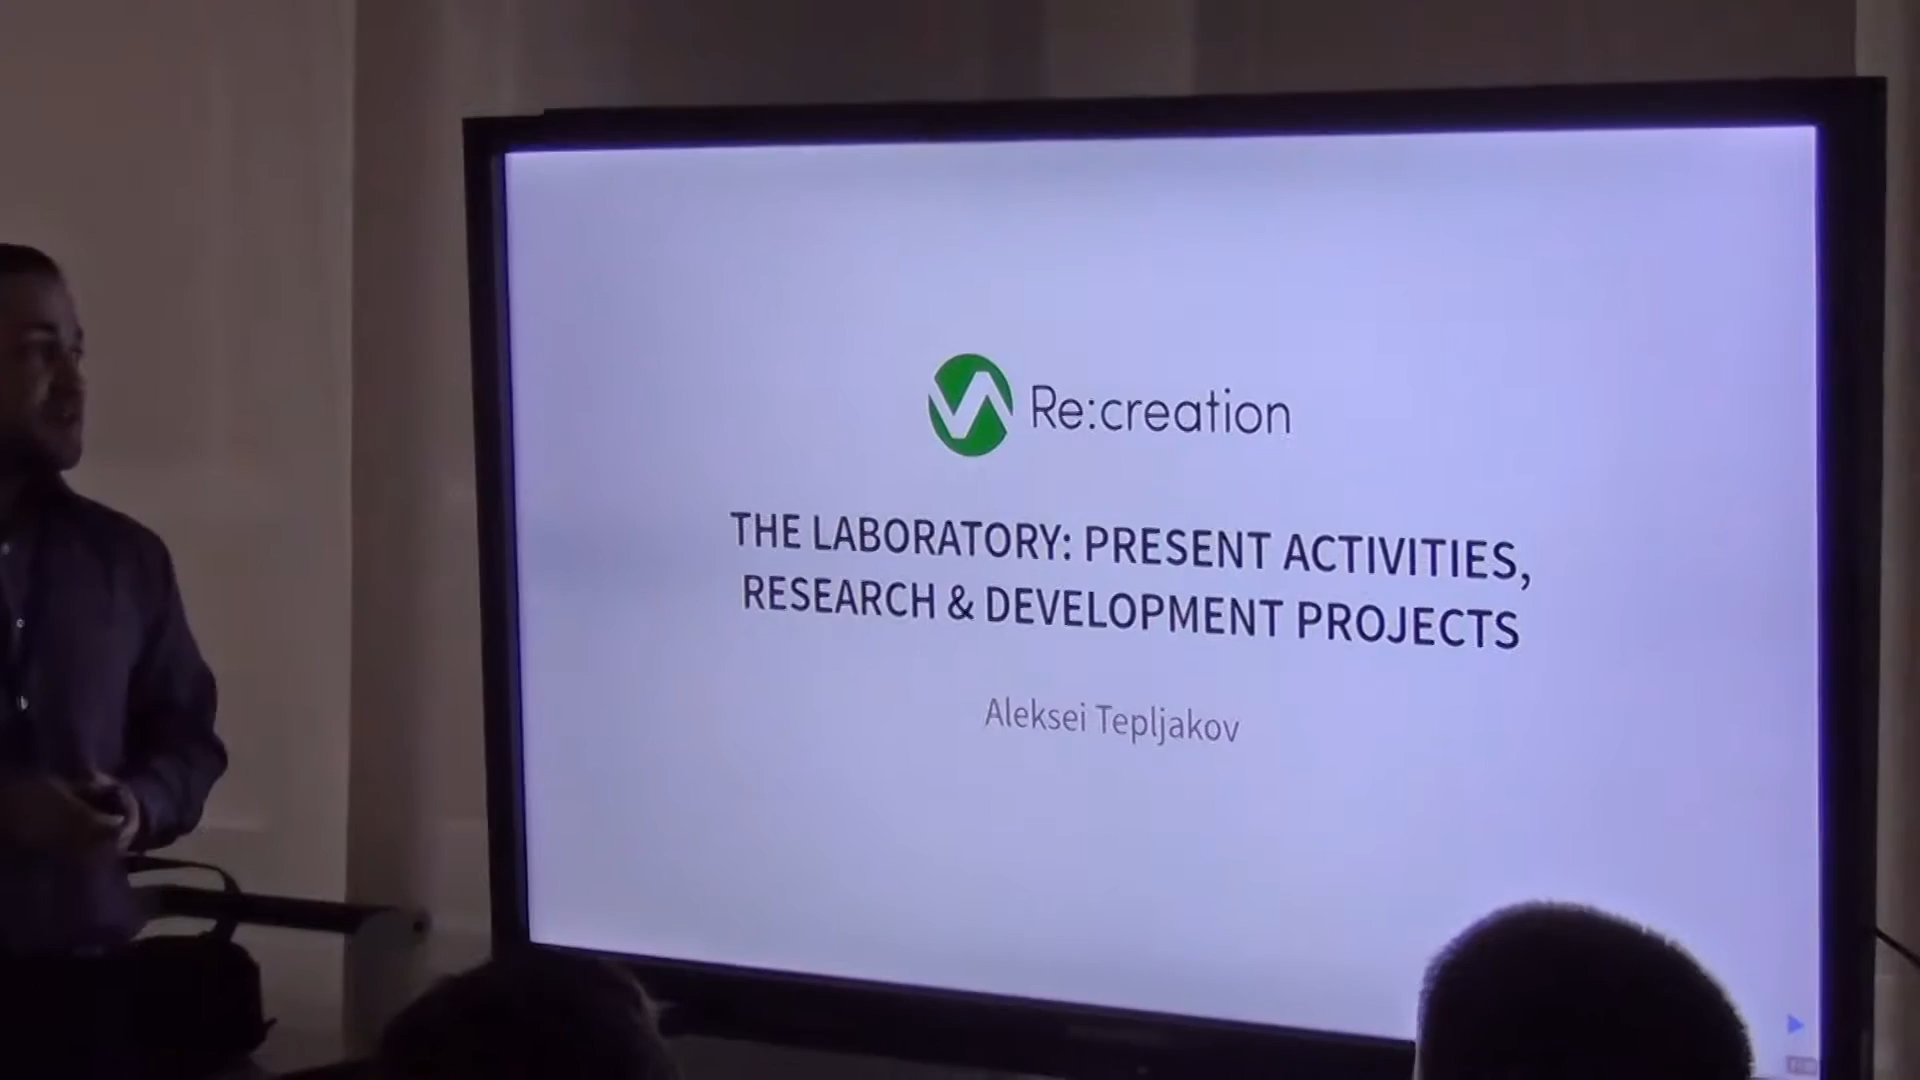 Re:creation
THE LABORATORY: PRESENT ACTIVITIES,
RESEARCH & DEVELOPMENT PROJECTS
Aleksei Tepljakov